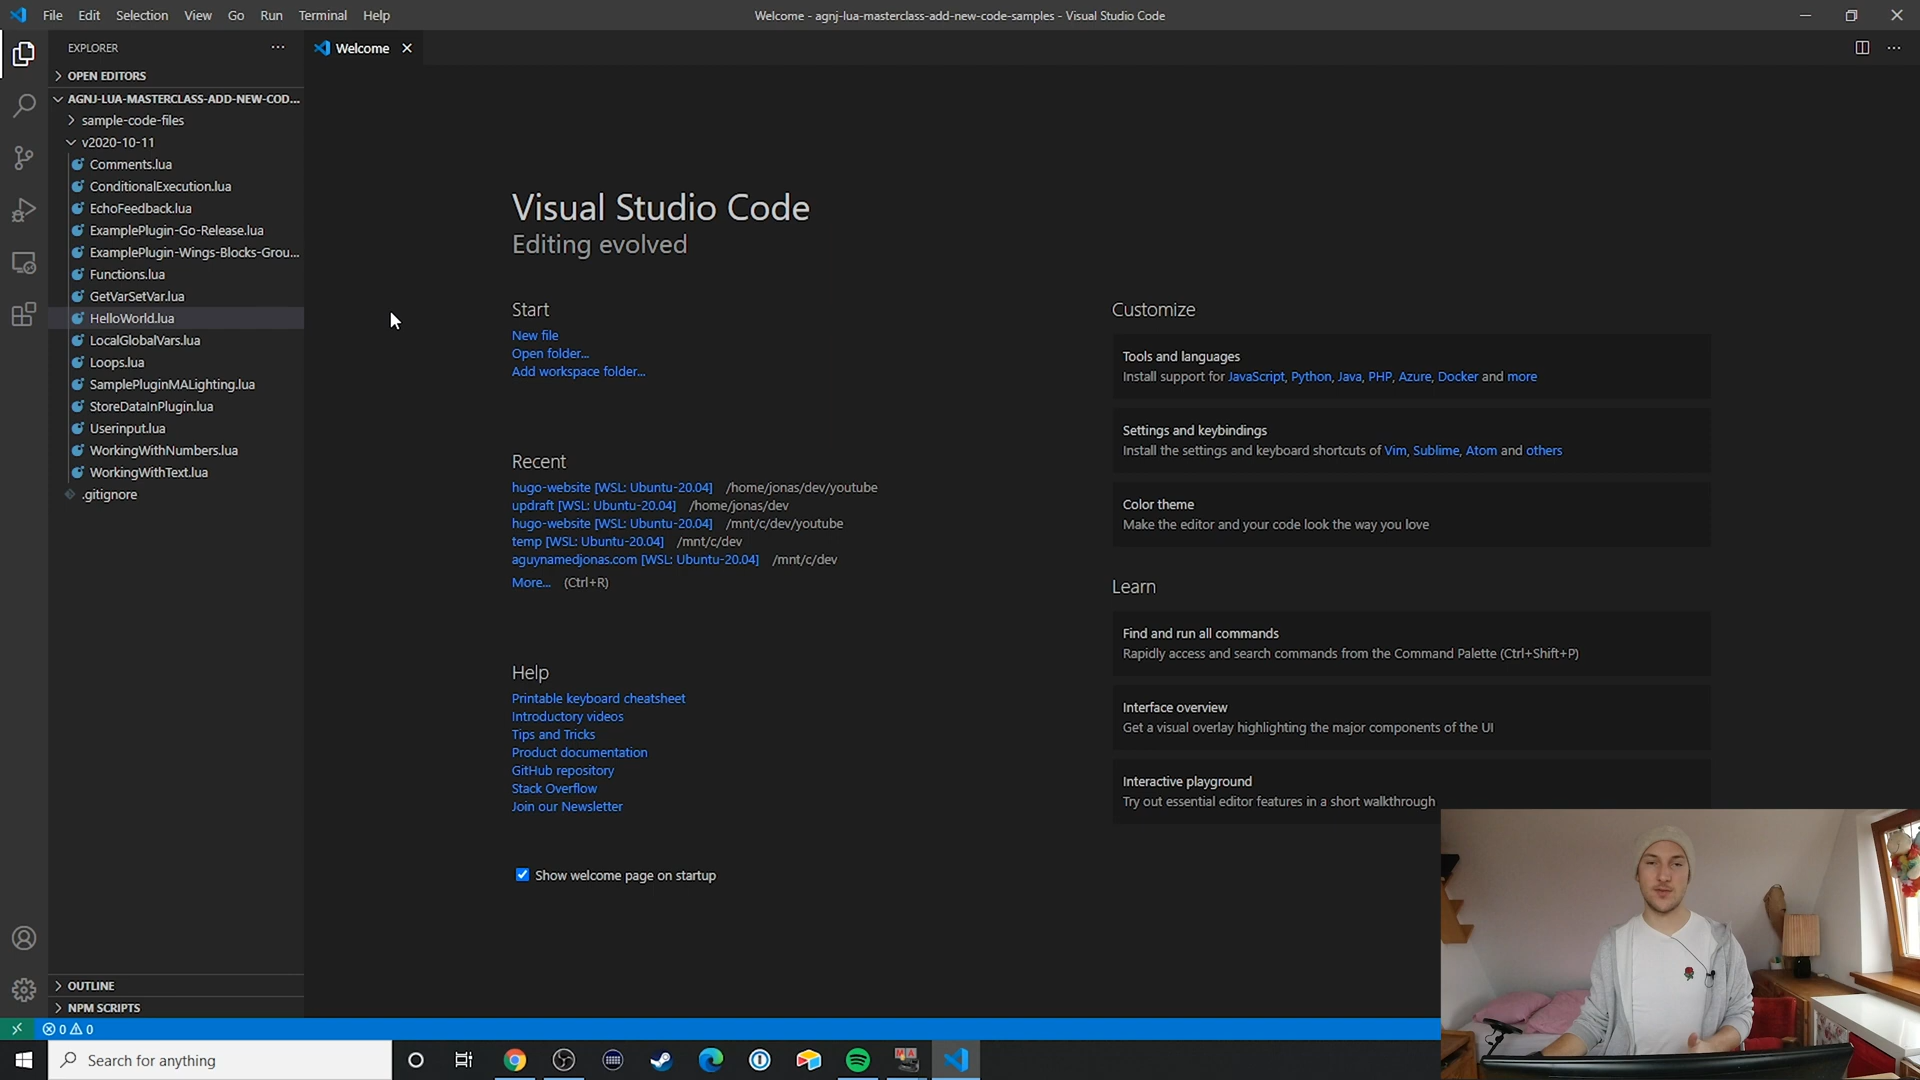 File Edit Selection View Go Run Terminal Help
Welcome - agnj-lua-masterclass-add-new-code-samples - Visual Studio Code
EXPLORER
Welcome
OPEN EDITORS
AGNJ-LUA-MASTERCLASS-ADD-NEW-COD...
sample-code-files
v2020-10-11
Comments.lua
ConditionalExecution.lua
EchoFeedback.lua
ExamplePlugin-Go-Release.lua
ExamplePlugin-Wings-Blocks-Grou...
Functions.lua
GetVarSetVar.lua
HelloWorld.lua
LocalGlobalVars.lua
Loops.lua
SamplePluginMALighting.lua
StoreDataInPlugin.lua
Userinput.lua
WorkingWithNumbers.lua
WorkingWithText.lua
.gitignore
OUTLINE
NPM SCRIPTS
Visual Studio Code
Editing evolved
Start
New file
Open folder...
Add workspace folder...
Recent
hugo-website [WSL: Ubuntu-20.04] /home/jonas/dev/youtube
updraft [WSL: Ubuntu-20.04] /home/jonas/dev
hugo-website [WSL: Ubuntu-20.04] /mnt/c/dev/youtube
temp [WSL: Ubuntu-20.04] /mnt/c/dev
aguynamedjonas.com [WSL: Ubuntu-20.04] /mnt/c/dev
More... (Ctrl+R)
Help
Printable keyboard cheatsheet
Introductory videos
Tips and Tricks
Product documentation
GitHub repository
Stack Overflow
Join our Newsletter
Show welcome page on startup
Customize
Tools and languages
Install support for JavaScript, Python, Java, PHP, Azure, Docker and more
Settings and keybindings
Install the settings and keyboard shortcuts of Vim, Sublime, Atom and others
Color theme
Make the editor and your code look the way you love
Learn
Find and run all commands
Rapidly access and search commands from the Command Palette (Ctrl+Shift+P)
Interface overview
Get a visual overlay highlighting the major components of the UI
Interactive playground
Try out essential editor features in a short walkthrough
0 0
Search for anything
MA